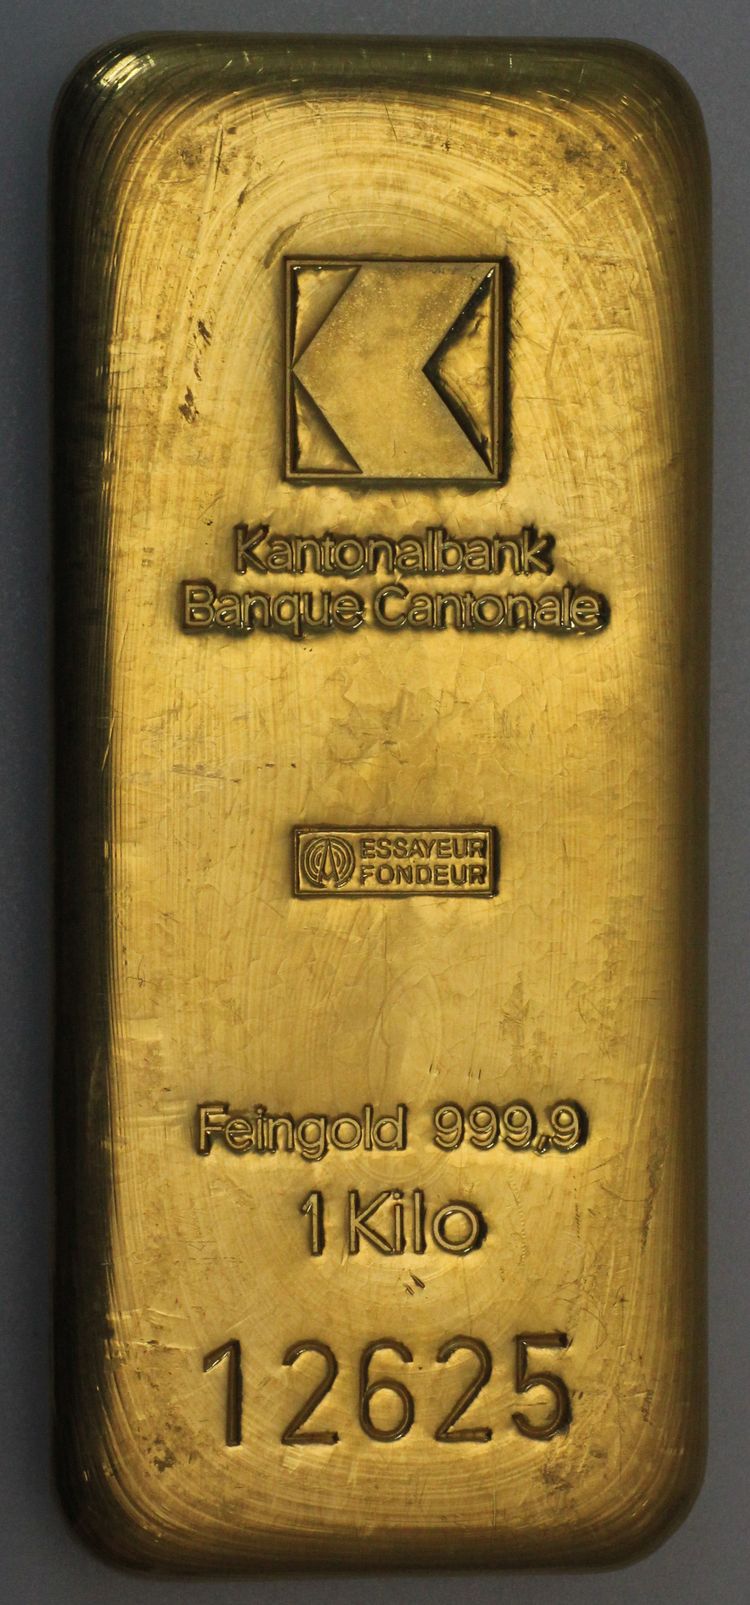 Kantonalbank
Banque Cantonale
ESSAYEUR
FONDEUR
Feingold 999,9
1 Kilo
12625